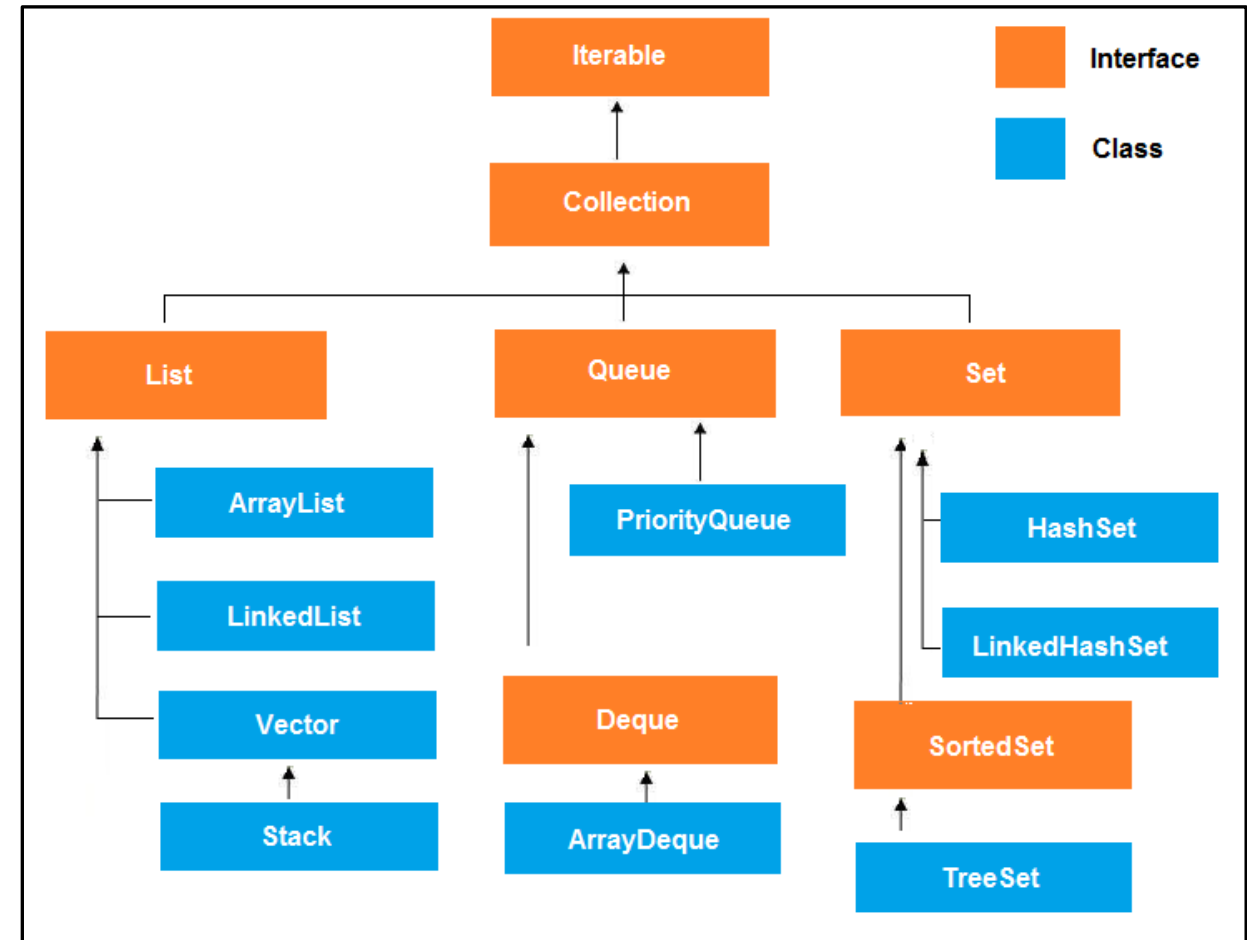 Iterable
Interface
Class
Collection
List
Queue
Set
ArrayList
PriorityQueue
HashSet
LinkedList
LinkedHashSet
Vector
Deque
SortedSet
Stack
ArrayDeque
TreeSet